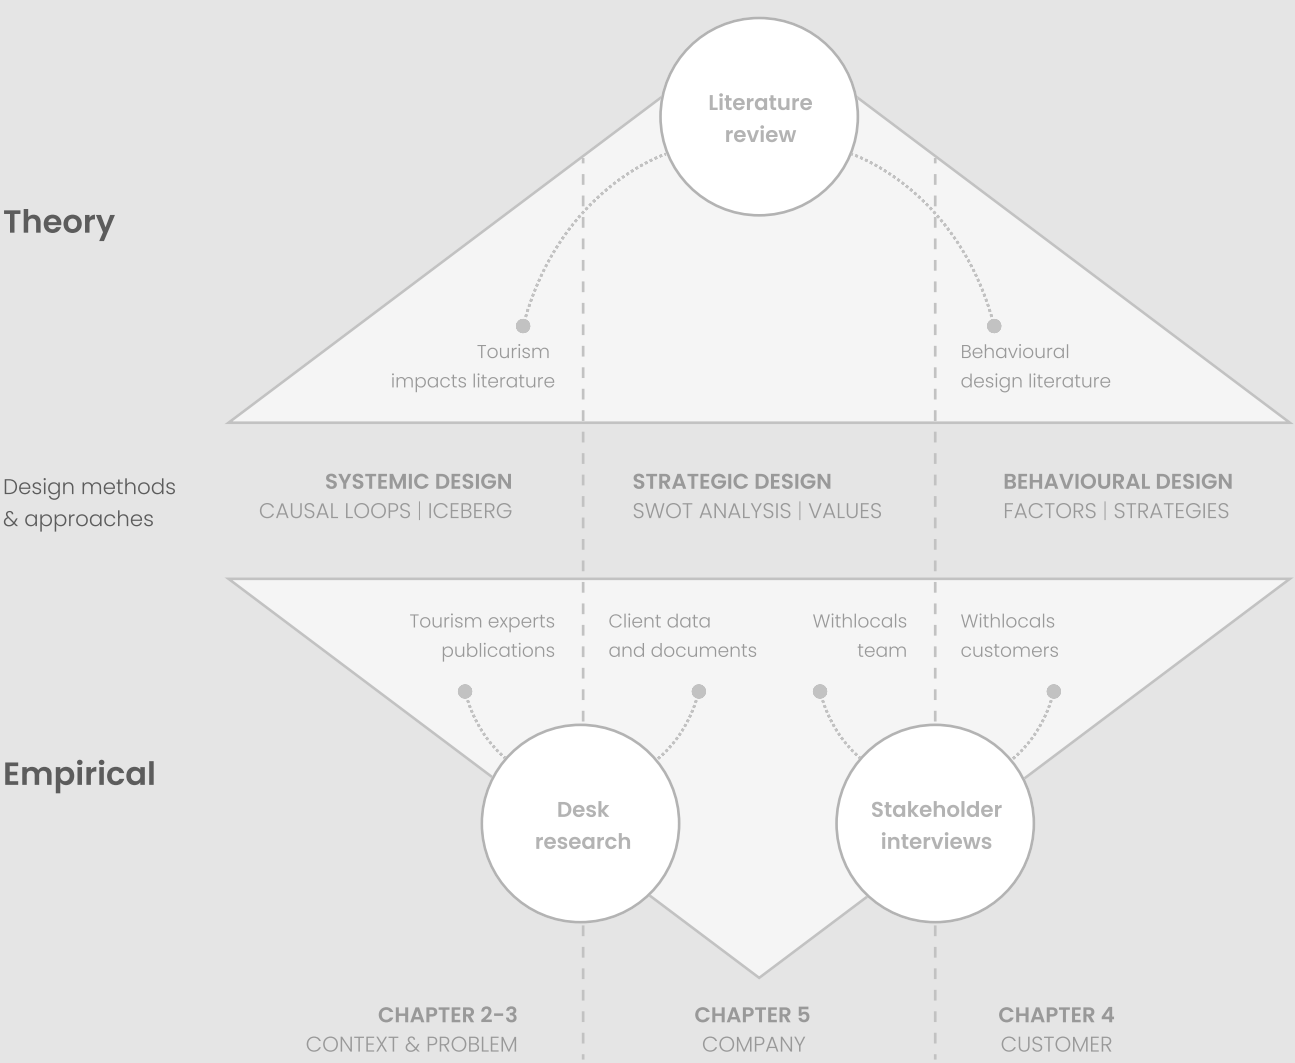 Literature
review
Theory
Tourism
impacts literature
Behavioural
design literature
Design methods
& approaches
SYSTEMIC DESIGN
CAUSAL LOOPS | ICEBERG
STRATEGIC DESIGN
SWOT ANALYSIS | VALUES
BEHAVIOURAL DESIGN
FACTORS | STRATEGIES
Tourism experts
publications
Client data
and documents
Withlocals
team
Withlocals
customers
Empirical
Desk
research
Stakeholder
interviews
CHAPTER 2-3
CONTEXT & PROBLEM
CHAPTER 5
COMPANY
CHAPTER 4
CUSTOMER